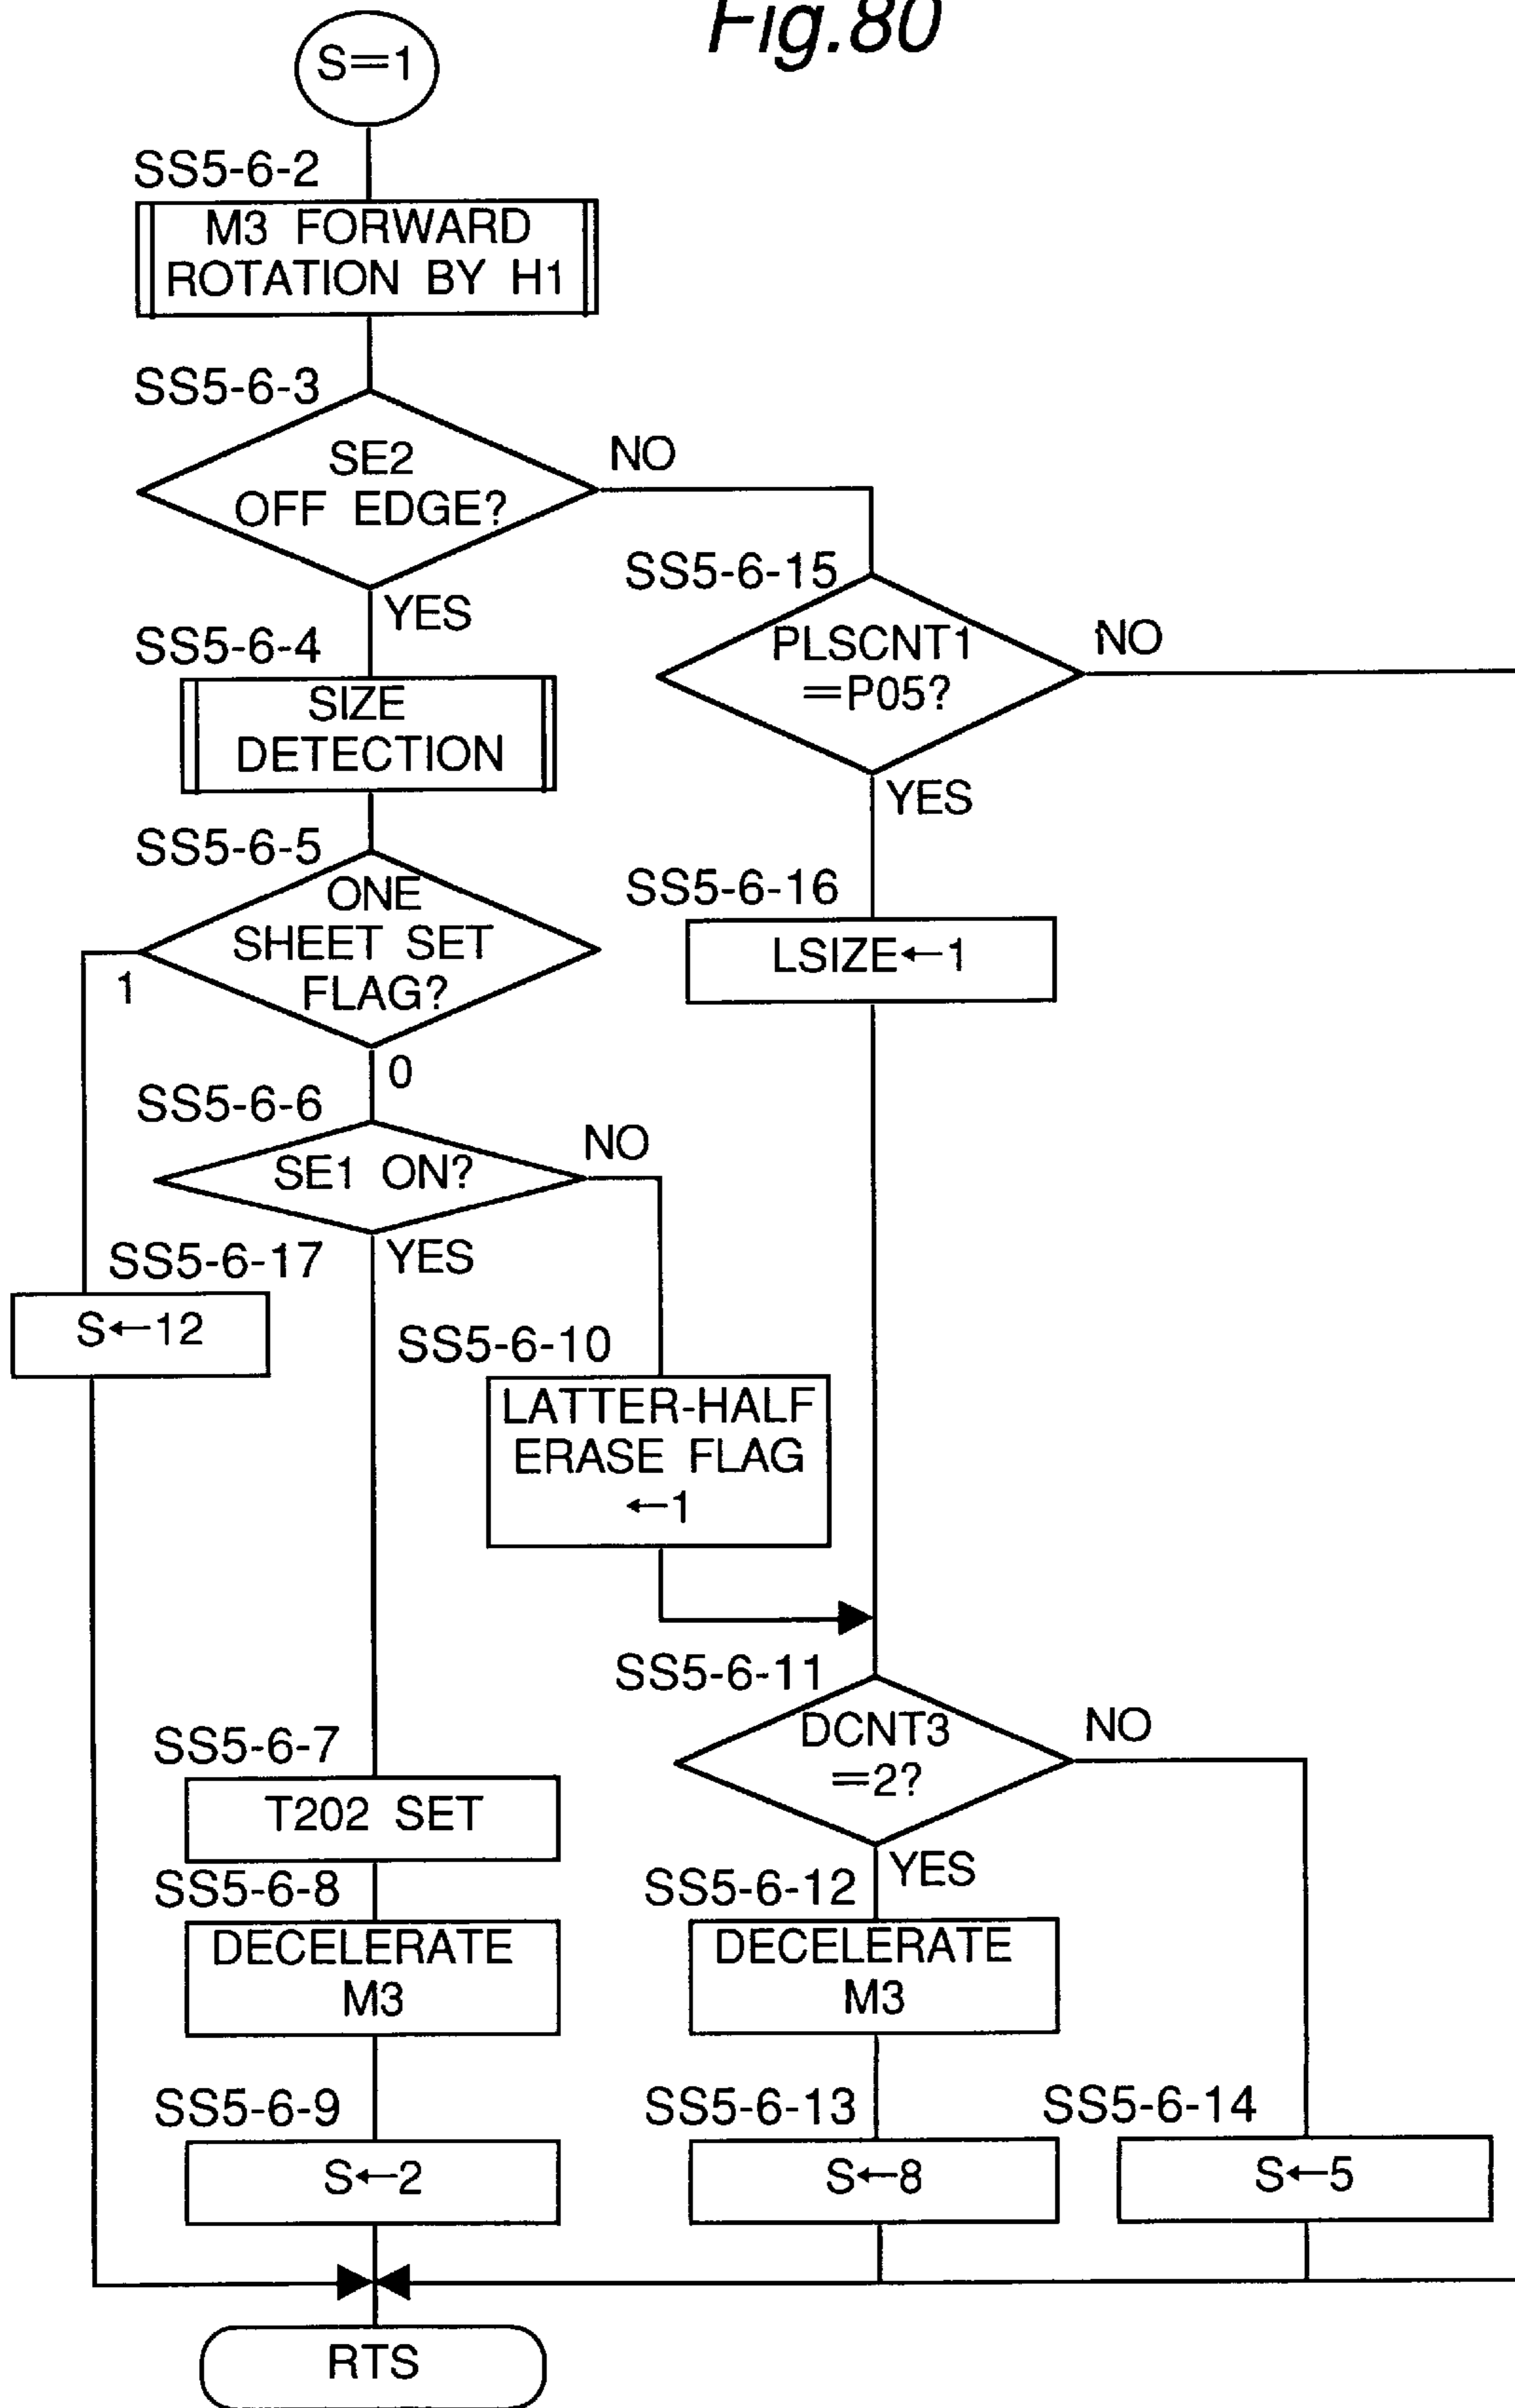 Fig.80
S=1
SS5-6-2
M3 FORWARD
ROTATION BY H1
SS5-6-3
SE2
OFF EDGE?
NO
YES
SS5-6-15
PLSCNT1
=P05?
NO
YES
SS5-6-4
SIZE
DETECTION
SS5-6-5
ONE
SHEET SET
FLAG?
1
0
SS5-6-16
LSIZE←1
SS5-6-6
SE1 ON?
NO
YES
SS5-6-17
S←12
SS5-6-10
LATTER-HALF
ERASE FLAG
←1
SS5-6-11
DCNT3
=2?
NO
YES
SS5-6-7
T202 SET
SS5-6-8
DECELERATE
M3
SS5-6-12
DECELERATE
M3
SS5-6-9
S←2
SS5-6-13
S←8
SS5-6-14
S←5
RTS